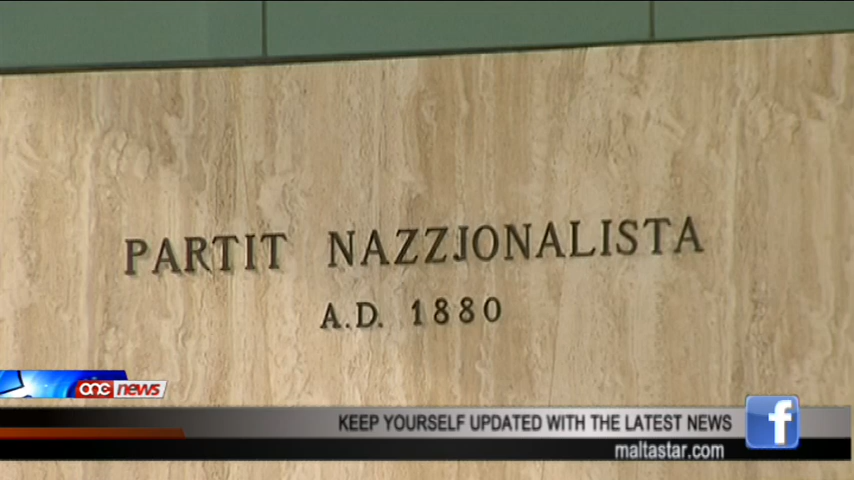 PARTIT NAZZJONALISTA
A.D. 1880
one news
KEEP YOURSELF UPDATED WITH THE LATEST NEWS
f
maltastar.com